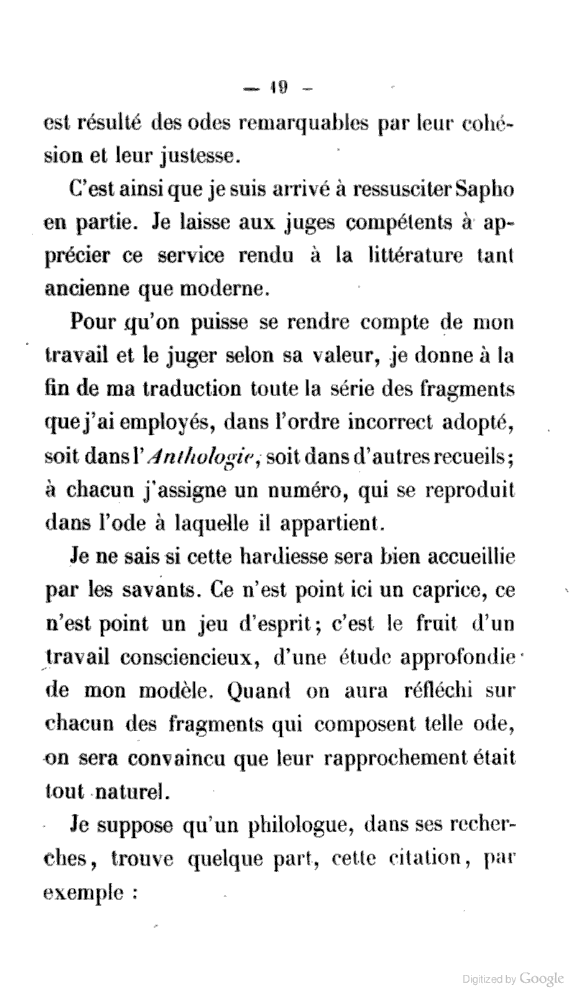 — 19 –
est résulté des odes remarquables par leur cohé-
sion et leur justesse.
C'est ainsi que je suis arrivé à ressusciter Sapho
en partie. Je laisse aux juges compétents à ap-
précier ce service rendu à la littérature tant
ancienne que moderne.
Pour qu'on puisse se rendre compte de mon
travail et le juger selon sa valeur, je donne à la
fin de ma traduction toute la série des fragments
que j'ai employés, dans l'ordre incorrect adopté,
soit dans l'Anthologie, soit dans d'autres recueils;
à chacun j'assigne un numéro, qui se reproduit
dans l'ode à laquelle il appartient.
Je ne sais si cette hardiesse sera bien accueillie
par les savants. Ce n'est point ici un caprice, ce
n'est point un jeu d'esprit; c'est le fruit d'un
travail consciencieux, d'une étude approfondie
de mon modèle. Quand on aura réfléchi sur
chacun des fragments qui composent telle ode,
on sera convaincu que leur rapprochement était
tout naturel.
Je suppose qu'un philologue, dans ses recher-
ches, trouve quelque part, cette citation, par
exemple :
Digitized by Google